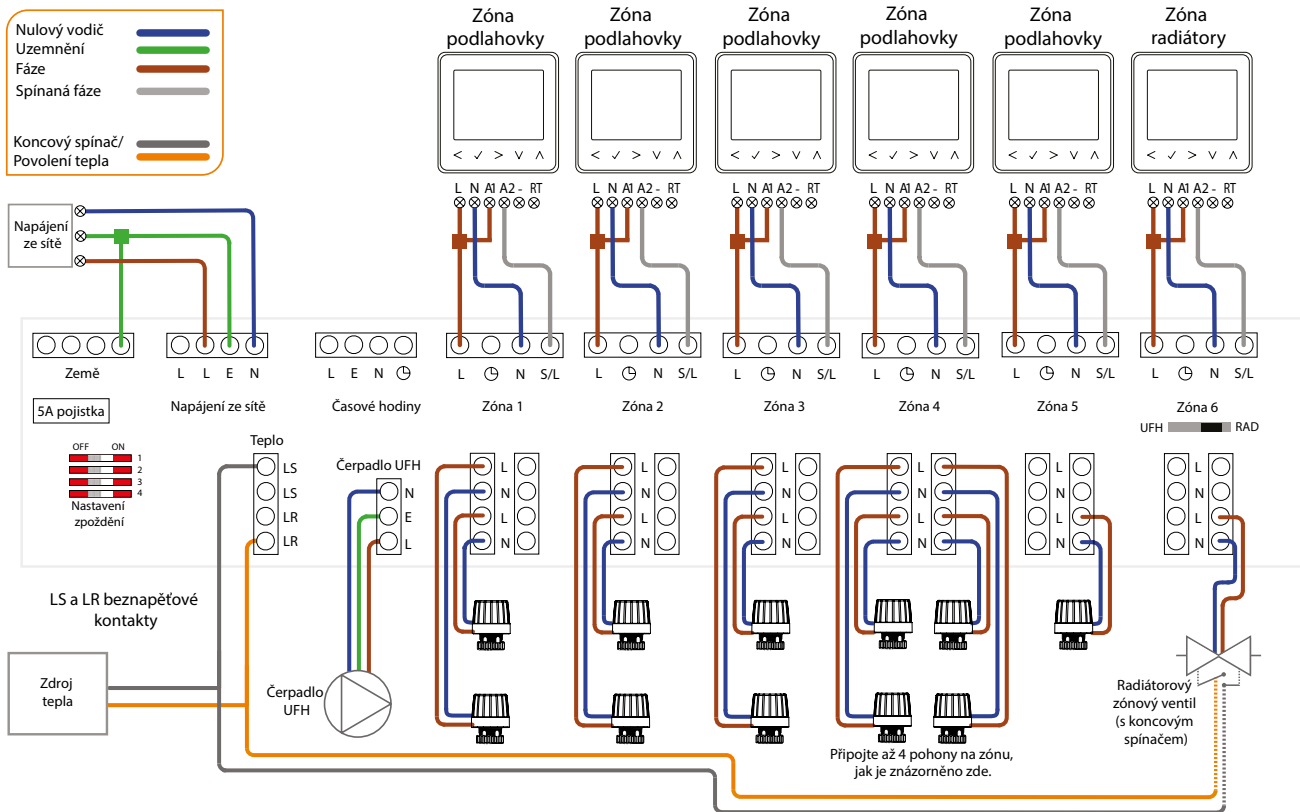 Nulový vodič
Uzemnění
Fáze
Spínaná fáze
Koncový spínač/
Povolení tepla
Zóna
podlahovky
Zóna
podlahovky
Zóna
podlahovky
Zóna
podlahovky
Zóna
podlahovky
Zóna
radiátory
L N A1 A2 - RT
L N A1 A2 - RT
L N A1 A2 - RT
L N A1 A2 - RT
L N A1 A2 - RT
L N A1 A2 - RT
Napájení
ze sítě
Země
L L E N
Napájení ze sítě
L E N
Časové hodiny
L N S/L
Zóna 1
L N S/L
Zóna 2
L N S/L
Zóna 3
L N S/L
Zóna 4
L N S/L
Zóna 5
L N S/L
Zóna 6
UFH RAD
5A pojistka
OFF ON
1
2
3
4
Nastavení
zpoždění
Teplo
LS
LS
LR
LR
Čerpadlo UFH
N
E
L
L
N
L
N
L
N
L
N
L
N
L
N
L
N
L
N
L
N
L
N
L
N
L
N
LS a LR beznapěťové
kontakty
Zdroj
tepla
Čerpadlo
UFH
Připojte až 4 pohony na zónu,
jak je znázorněno zde.
Radiátorový
zónový ventil
(s koncovým
spínačem)